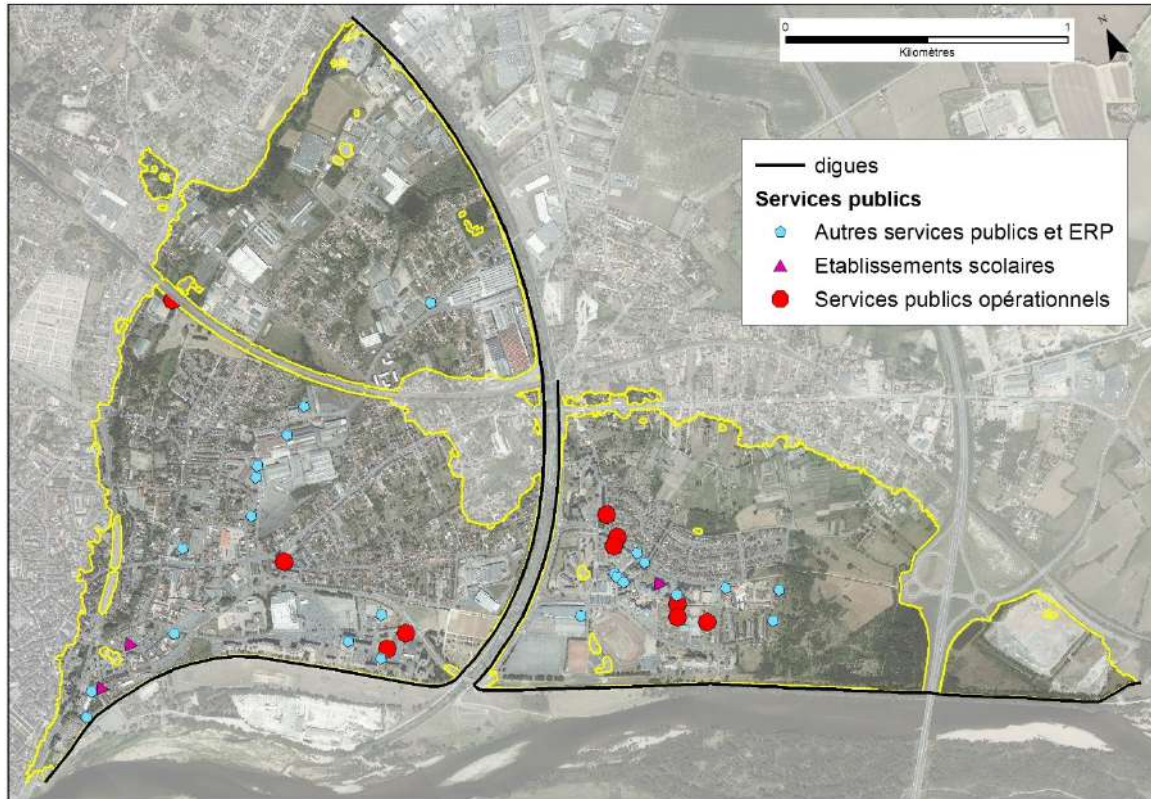 0 1
Kilomètres
N
digues
Services publics
Autres services publics et ERP
Etablissements scolaires
Services publics opérationnels